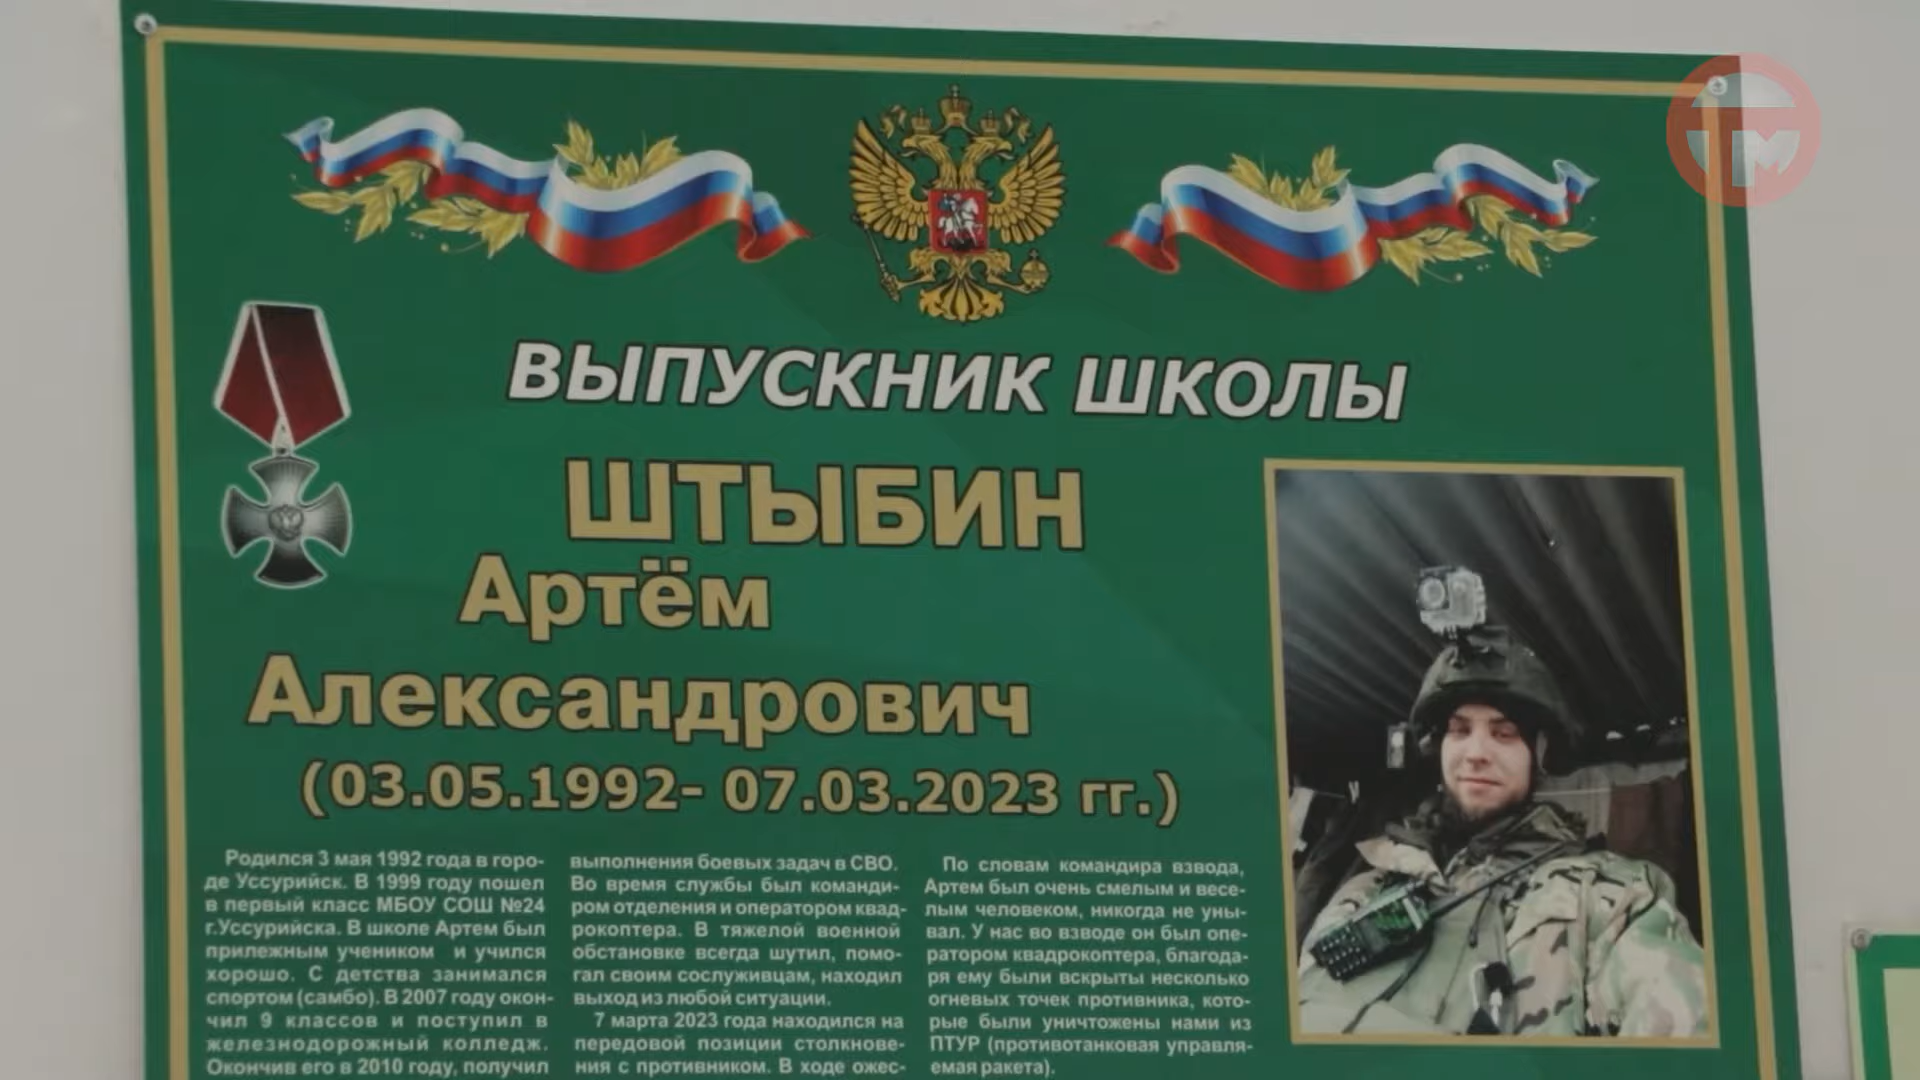 ТМ
ВЫПУСКНИК ШКОЛЫ
ШТЫБИН
Артём
Александрович
(03.05.1992- 07.03.2023 гг.)
Родился 3 мая 1992 года в горо-
де Уссурийск. В 1999 году пошел
в первый класс МБОУ СОШ №24
г.Уссурийска. В школе Артем был
прилежным учеником и учился
хорошо. С детства занимался
спортом (самбо). В 2007 году окон-
чил 9 классов и поступил в
железнодорожный колледж.
Окончив его в 2010 году, получил
выполнения боевых задач в СВО.
Во время службы был команди-
ром отделения и оператором квад-
рокоптера. В тяжелой военной
обстановке всегда шутил, помо-
гал своим сослуживцам, находил
выход из любой ситуации.
7 марта 2023 года находился на
передовой позиции столкнове-
ния с противником. В ходе ожес-
По словам командира взвода,
Артем был очень смелым и весе-
лым человеком, никогда не уны-
вал. У нас во взводе он был опе-
ратором квадрокоптера, благода-
ря ему были вскрыты несколько
огневых точек противника, кото-
рые были уничтожены нами из
ПТУР (противотанковая управля-
емая ракета).